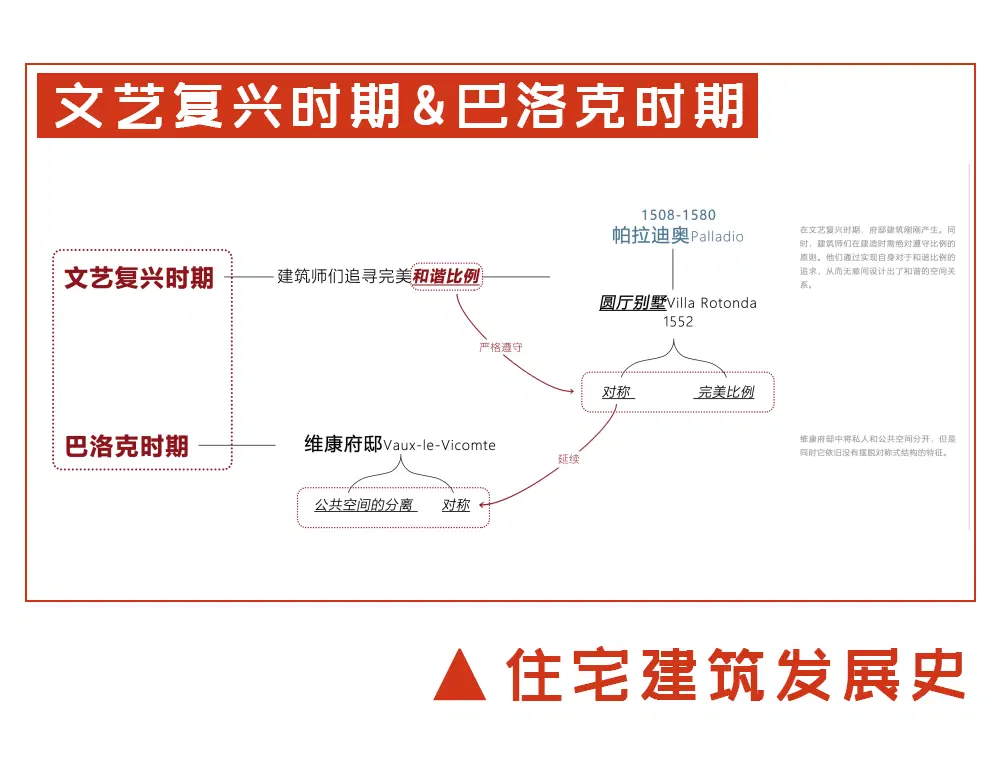 文艺复兴时期&巴洛克时期
1508-1580
帕拉迪奥Palladio
在文艺复兴时期，府邸建筑刚刚产生。同
时，建筑师们在建造时需绝对遵守比例的
原则。他们通过实现自身对于和谐比例的
追求，从而无意间设计出了和谐的空间关
系。
文艺复兴时期
建筑师们追寻完美和谐比例
圆厅别墅Villa Rotonda
1552
严格遵守
对称
完美比例
巴洛克时期
维康府邸Vaux-le-Vicomte
延续
维康府邸中将私人和公共空间分开，但是
同时它依旧没有摆脱对称式结构的特征。
公共空间的分离
对称
住宅建筑发展史